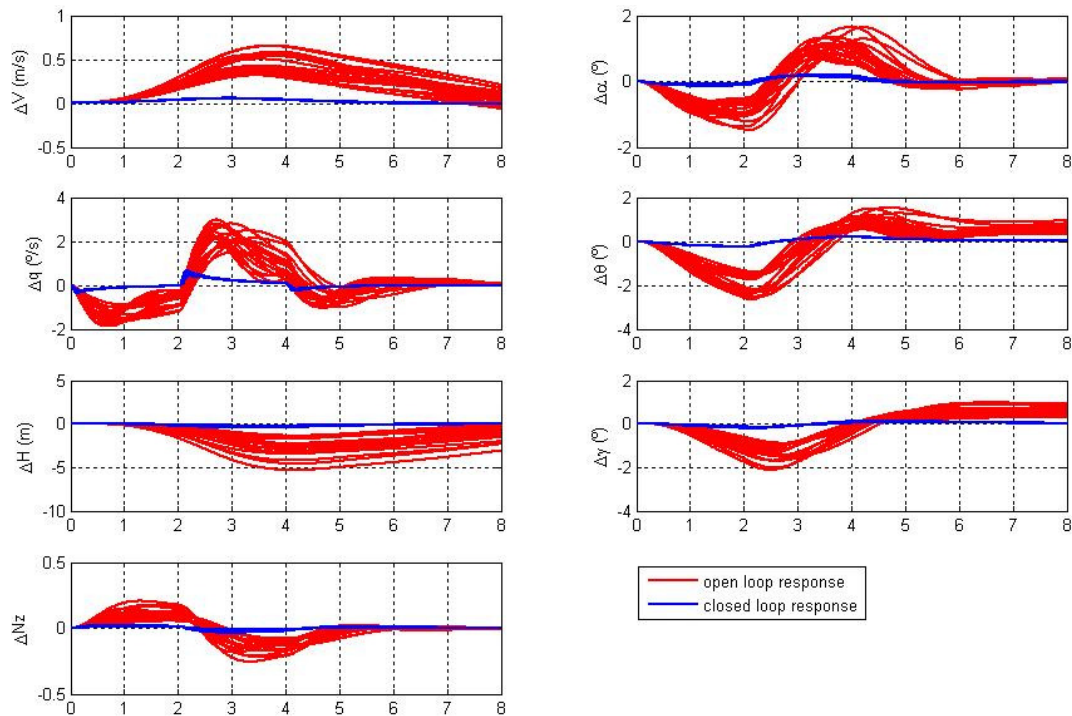 1
0.5
0
-0.5
ΔV (m/s)
0 1 2 3 4 5 6 7 8
2
0
-2
Δα (º)
0 1 2 3 4 5 6 7 8
4
2
0
-2
Δq (º/s)
0 1 2 3 4 5 6 7 8
2
0
-2
-4
Δθ (º)
0 1 2 3 4 5 6 7 8
5
0
-5
-10
ΔH (m)
0 1 2 3 4 5 6 7 8
2
0
-2
-4
Δγ (º)
0 1 2 3 4 5 6 7 8
0.5
0
-0.5
ΔNz
0 1 2 3 4 5 6 7 8
open loop response
closed loop response